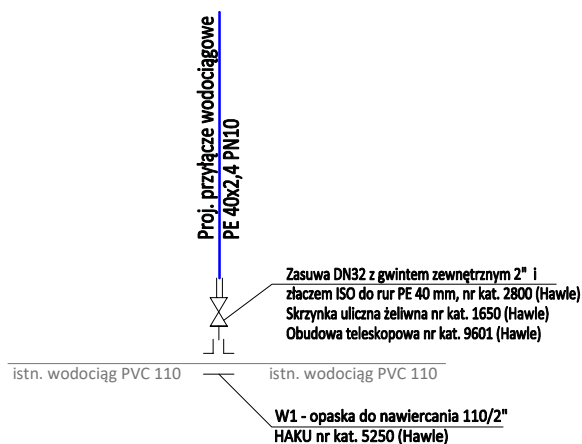 Proj. przyłącze wodociągowe
PE 40x2,4 PN10
Zasuwa DN32 z gwintem zewnętrznym 2" i
złaczem ISO do rur PE 40 mm, nr kat. 2800 (Hawle)
Skrzynka uliczna żeliwna nr kat. 1650 (Hawle)
Obudowa teleskopowa nr kat. 9601 (Hawle)
istn. wodociąg PVC 110
istn. wodociąg PVC 110
W1 - opaska do nawiercania 110/2"
HAKU nr kat. 5250 (Hawle)